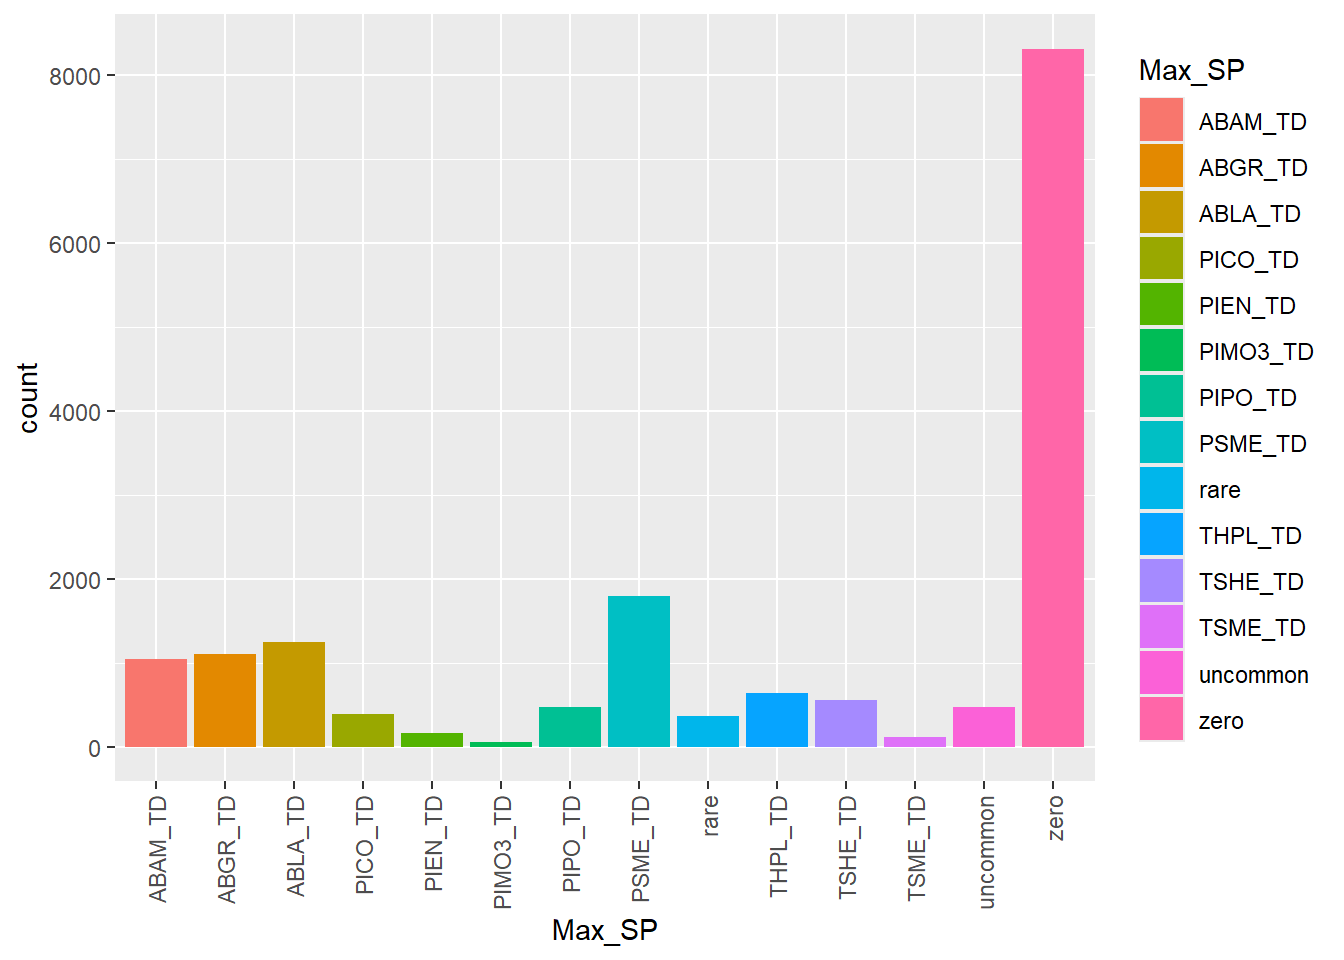 8000
6000
4000
2000
0
count
ABAM_TD
ABGR_TD
ABLA_TD
PICO_TD
PIEN_TD
PIMO3_TD
PIPO_TD
PSME_TD
rare
THPL_TD
TSHE_TD
TSME_TD
uncommon
zero
Max_SP
Max_SP
ABAM_TD
ABGR_TD
ABLA_TD
PICO_TD
PIEN_TD
PIMO3_TD
PIPO_TD
PSME_TD
rare
THPL_TD
TSHE_TD
TSME_TD
uncommon
zero